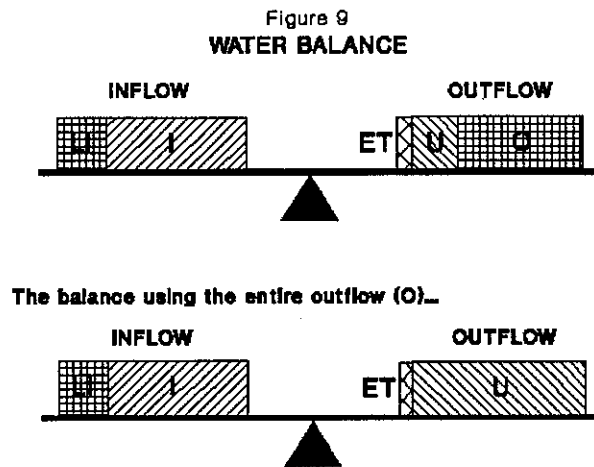 Figure 9
WATER BALANCE
INFLOW
OUTFLOW
U I ET U O
The balance using the entire outflow (O)...
INFLOW
OUTFLOW
U I ET U